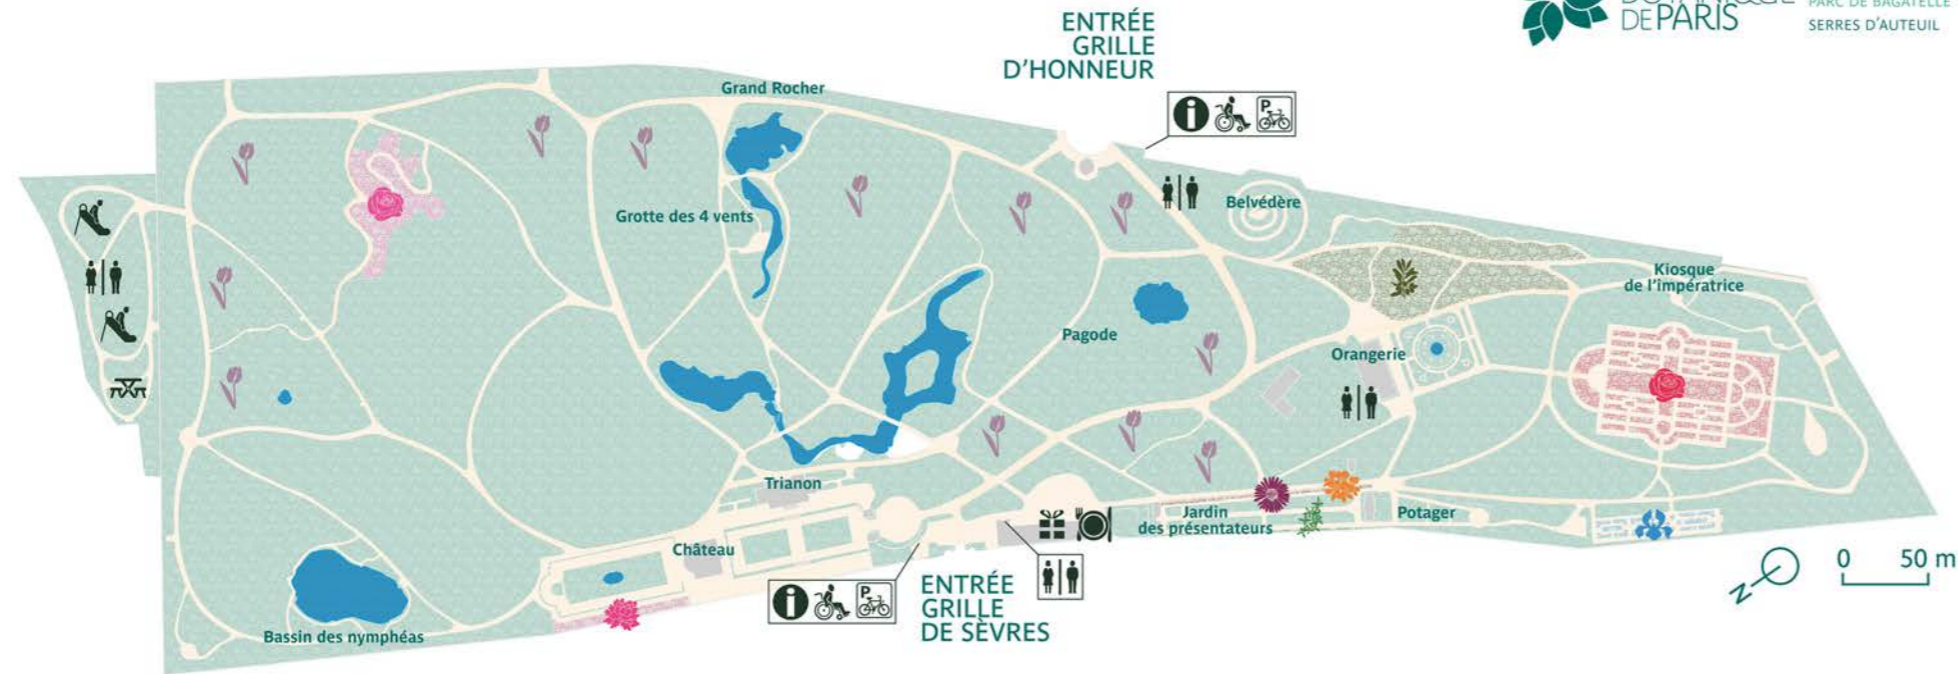 ENTRÉE
GRILLE
D'HONNEUR
DE PARIS
SERRES D'AUTEUIL
PARC DE BAGATELLE
Grand Rocher
P
Grotte des 4 vents
Belvédère
Kiosque
de l'impératrice
Pagode
Orangerie
Trianon
Jardin
des présentateurs
Potager
Château
ENTRÉE
GRILLE
DE SÈVRES
P
Bassin des nymphéas
N
0 50 m